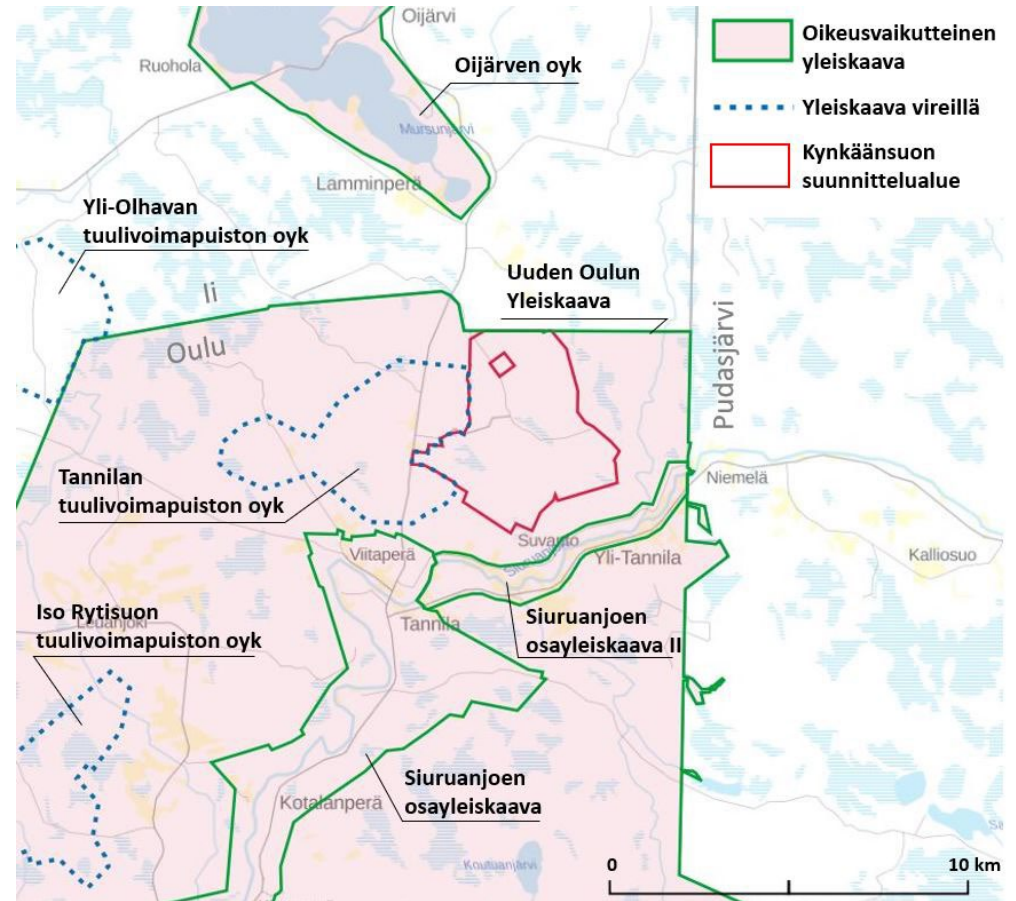 Oijärvi
Ruohola
Oijärven oyk
Mursunjärvi
Lamminperä
Oikeusvaikutteinen
yleiskaava
Yleiskaava vireillä
Kynkäänsuon
suunnittelualue
Yli-Olhavan
tuulivoimapuiston oyk
Ii
Oulu
Uuden Oulun
Yleiskaava
Pudasjärvi
Tannilan
tuulivoimapuiston oyk
Niemelä
Suvanto
Viitaperä
Yli-Tannila
Kalliosuo
Iso Rytisuon
tuulivoimapuiston oyk
Tannila
Siuruanjoen
osayleiskaava II
Siuruanjoen
osayleiskaava
Kotalanperä
Koutuanjärvi
0
10 km